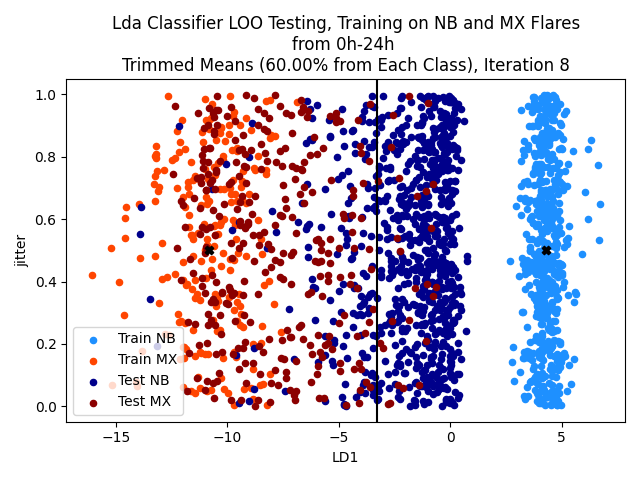 Lda Classifier LOO Testing, Training on NB and MX Flares
from 0h-24h
Trimmed Means (60.00% from Each Class), Iteration 8
1.0
0.8
0.6
0.4
0.2
0.0
jitter
Train NB
Train MX
Test NB
Test MX
−15
−10
−5
0
5
LD1